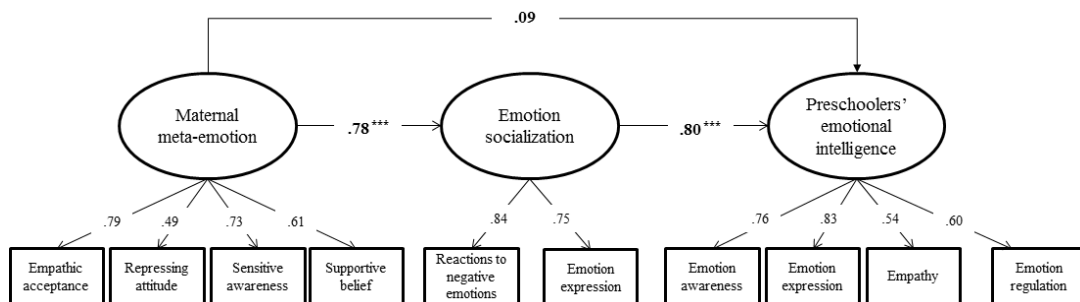 .09
Maternal
meta-emotion
.78***
Emotion
socialization
.80***
Preschoolers'
emotional
intelligence
.79
.49
.73
.61
.84
.75
.76
.83
.54
.60
Empathic
acceptance
Repressing
attitude
Sensitive
awareness
Supportive
belief
Reactions to
negative
emotions
Emotion
expression
Emotion
awareness
Emotion
expression
Empathy
Emotion
regulation